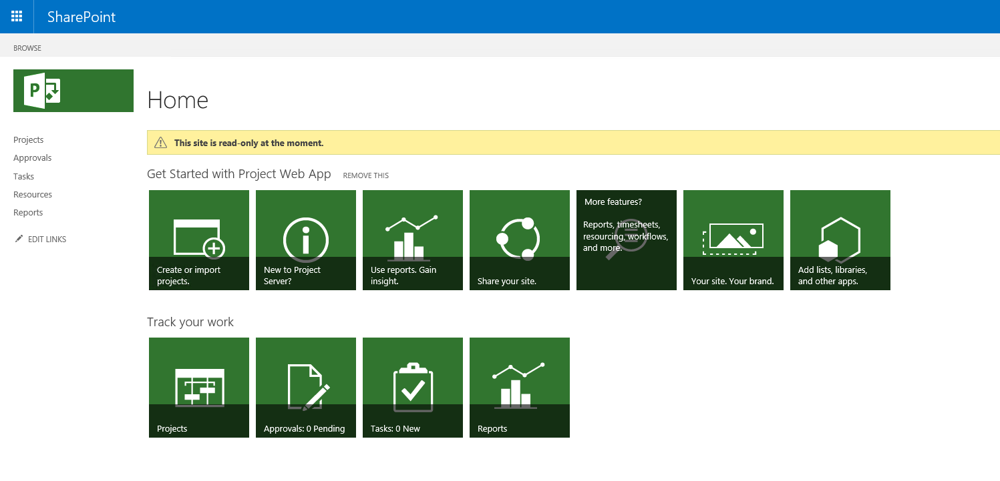 SharePoint
BROWSE
P
Home
Projects
Approvals
Tasks
Resources
Reports
EDIT LINKS
This site is read-only at the moment.
Get Started with Project Web App REMOVE THIS
Create or import
projects.
New to Project
Server?
Use reports. Gain
insight.
Share your site.
More features?
Reports, timesheets,
resourcing, workflows,
and more.
Your site. Your brand.
Add lists, libraries,
and other apps.
Track your work
Projects
Approvals: 0 Pending
Tasks: 0 New
Reports